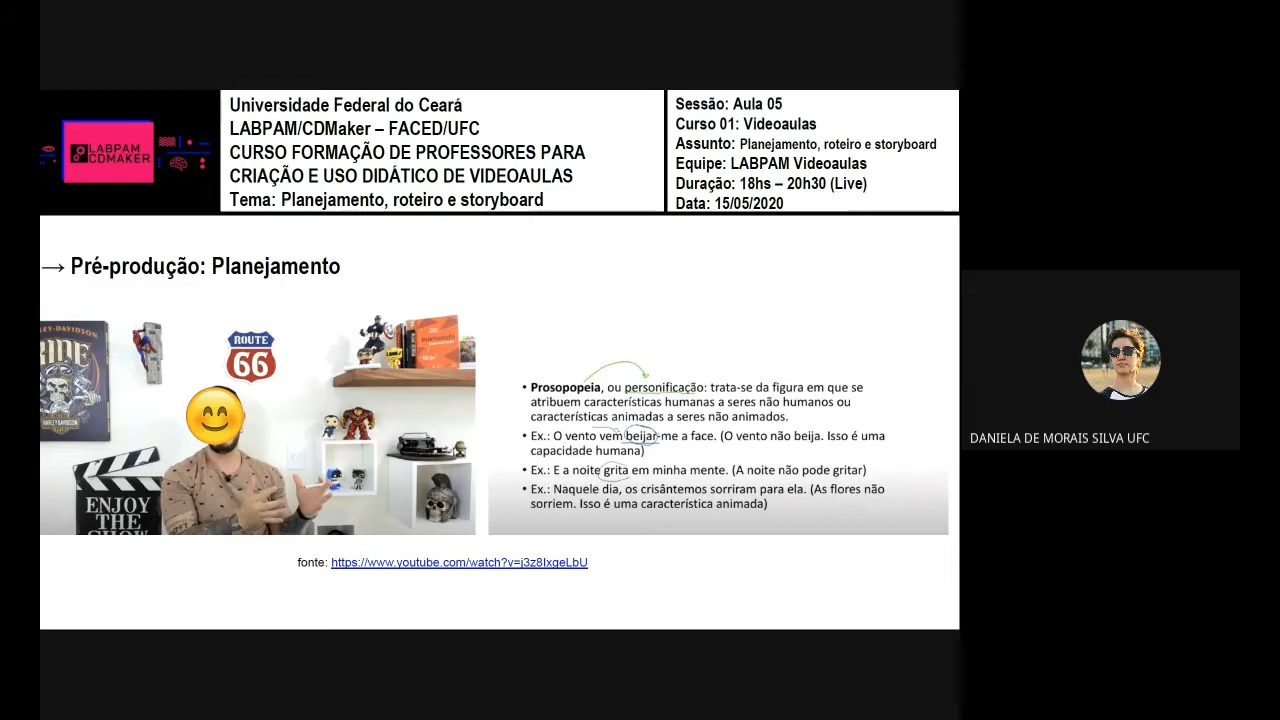 LABPAM
CDMAKER
Universidade Federal do Ceará
LABPAM/CDMaker – FACED/UFC
CURSO FORMAÇÃO DE PROFESSORES PARA
CRIAÇÃO E USO DIDÁTICO DE VIDEOAULAS
Tema: Planejamento, roteiro e storyboard
Sessão: Aula 05
Curso 01: Videoaulas
Assunto: Planejamento, roteiro e storyboard
Equipe: LABPAM Videoaulas
Duração: 18hs – 20h30 (Live)
Data: 15/05/2020
→ Pré-produção: Planejamento
LEY-DAVIDSON
RIDE
ROUTE
66
PORTUGUÊS
ENJOY
THE
SHOW
• Prosopopeia, ou personificação: trata-se da figura em que se
atribuem características humanas a seres não humanos ou
características animadas a seres não animados.
• Ex.: O vento vem beijar-me a face. (O vento não beija. Isso é uma
capacidade humana)
• Ex.: E a noite grita em minha mente. (A noite não pode gritar)
• Ex.: Naquele dia, os crisântemos sorriram para ela. (As flores não
sorriem. Isso é uma característica animada)
fonte: https://www.youtube.com/watch?v=j3z8IxgeLbU
DANIELA DE MORAIS SILVA UFC